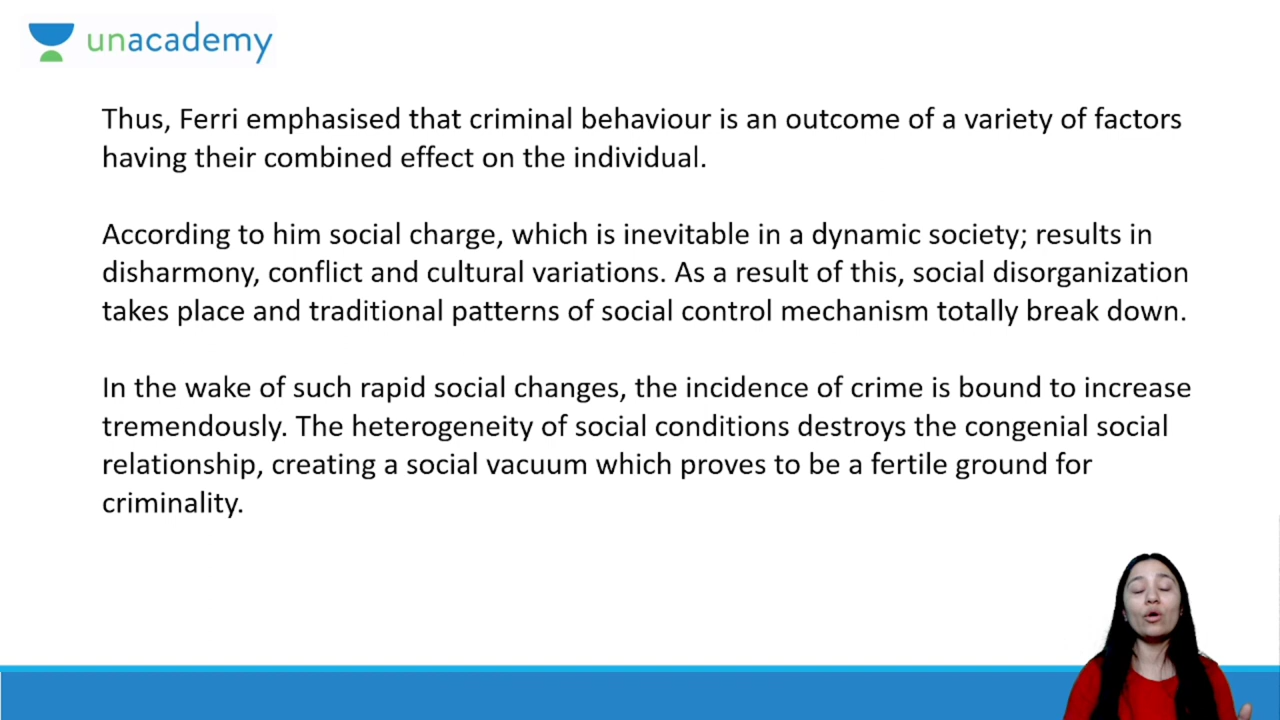 unacademy
Thus, Ferri emphasised that criminal behaviour is an outcome of a variety of factors
having their combined effect on the individual.
According to him social charge, which is inevitable in a dynamic society; results in
disharmony, conflict and cultural variations. As a result of this, social disorganization
takes place and traditional patterns of social control mechanism totally break down.
In the wake of such rapid social changes, the incidence of crime is bound to increase
tremendously. The heterogeneity of social conditions destroys the congenial social
relationship, creating a social vacuum which proves to be a fertile ground for
criminality.